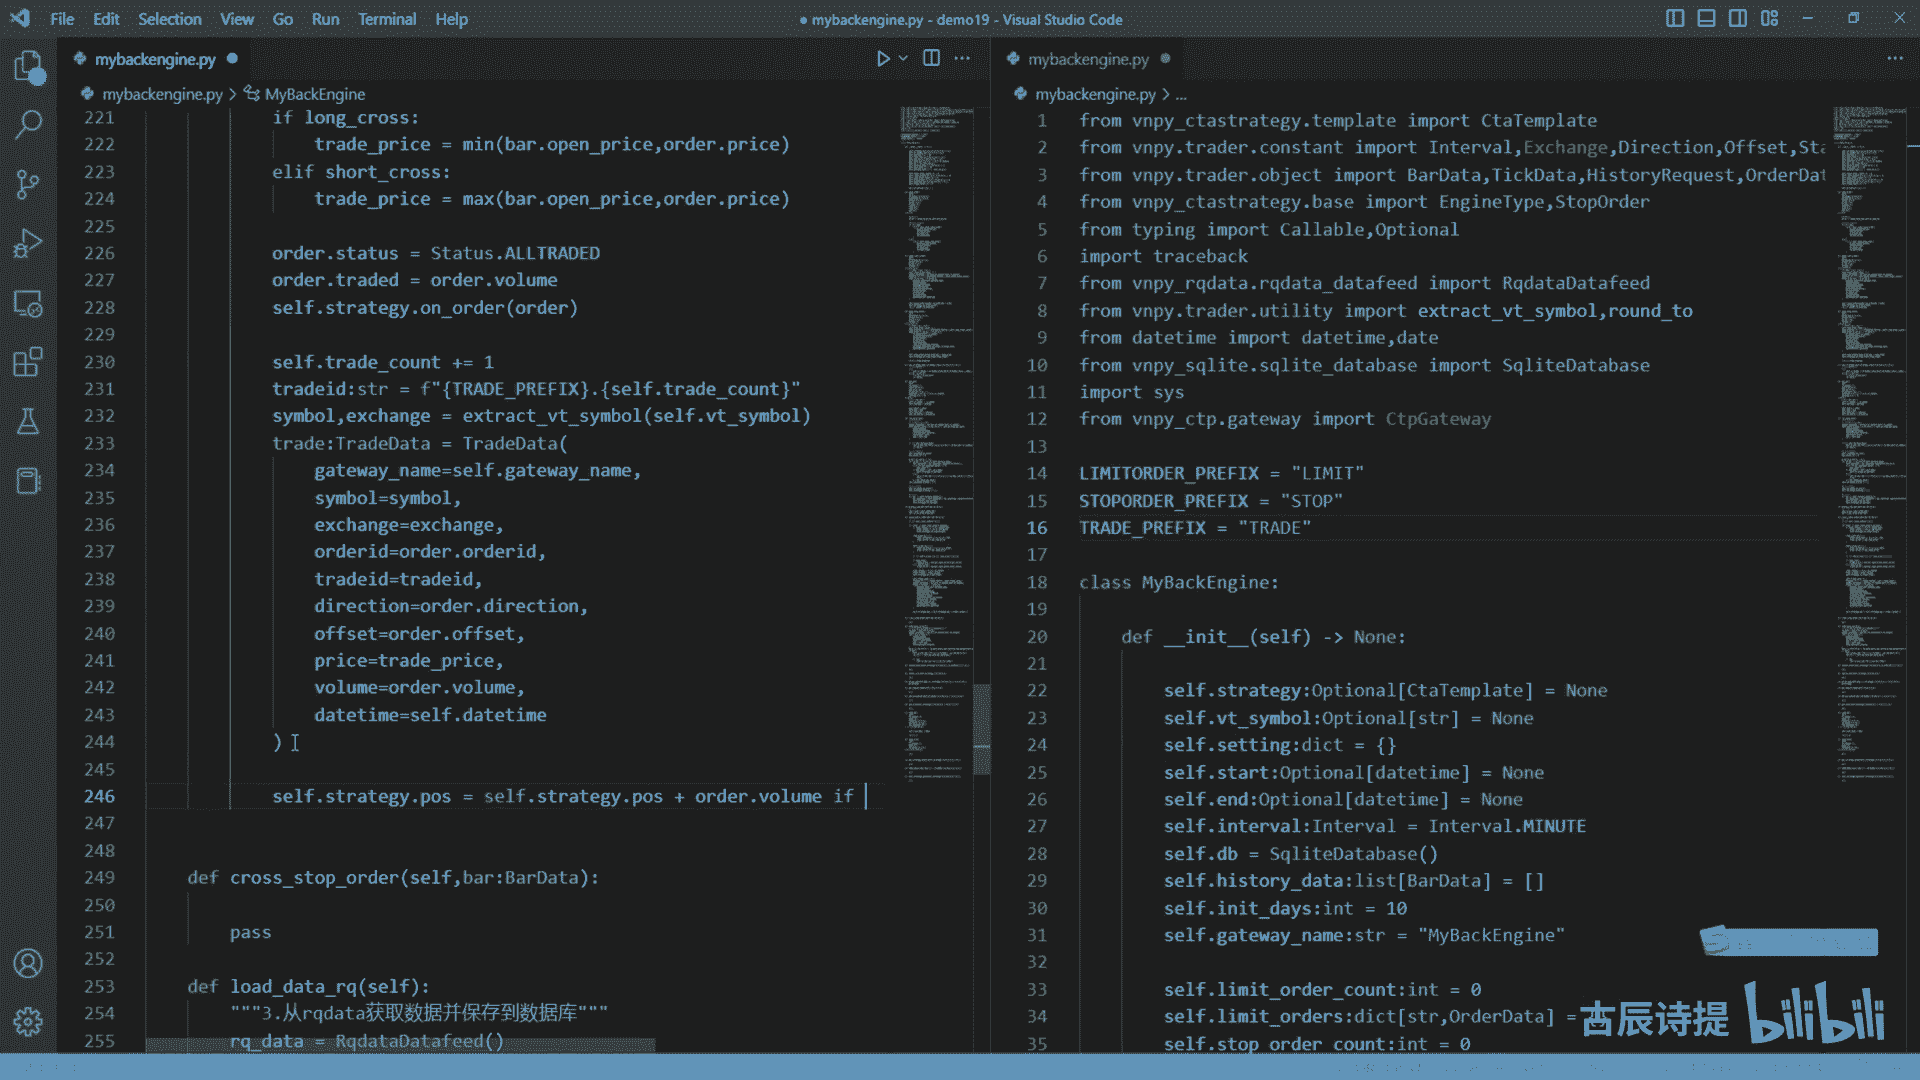 File Edit Selection View Go Run Terminal Help
● mybackengine.py - demo19 - Visual Studio Code
mybackengine.py
mybackengine.py > MyBackEngine
221 if long_cross:
222 trade_price = min(bar.open_price,order.price)
223 elif short_cross:
224 trade_price = max(bar.open_price,order.price)
225
226 order.status = Status.ALLTRADED
227 order.traded = order.volume
228 self.strategy.on_order(order)
229
230 self.trade_count += 1
231 tradeid:str = f"{TRADE_PREFIX}.{self.trade_count}"
232 symbol,exchange = extract_vt_symbol(self.vt_symbol)
233 trade:TradeData = TradeData(
234 gateway_name=self.gateway_name,
235 symbol=symbol,
236 exchange=exchange,
237 orderid=order.orderid,
238 tradeid=tradeid,
239 direction=order.direction,
240 offset=order.offset,
241 price=trade_price,
242 volume=order.volume,
243 datetime=self.datetime
244 )
245
246 self.strategy.pos = self.strategy.pos + order.volume if
247
248
249 def cross_stop_order(self,bar:BarData):
250
251 pass
252
253 def load_data_rq(self):
254 """3.从rqdata获取数据并保存到数据库"""
255 rq_data = RqdataDatafeed()
mybackengine.py
mybackengine.py > ...
1 from vnpy_ctastrategy.template import CtaTemplate
2 from vnpy.trader.constant import Interval,Exchange,Direction,Offset,Sta
3 from vnpy.trader.object import BarData,TickData,HistoryRequest,OrderDat
4 from vnpy_ctastrategy.base import EngineType,StopOrder
5 from typing import Callable,Optional
6 import traceback
7 from vnpy_rqdata.rqdata_datafeed import RqdataDatafeed
8 from vnpy.trader.utility import extract_vt_symbol,round_to
9 from datetime import datetime,date
10 from vnpy_sqlite.sqlite_database import SqliteDatabase
11 import sys
12 from vnpy_ctp.gateway import CtpGateway
13
14 LIMITORDER_PREFIX = "LIMIT"
15 STOPORDER_PREFIX = "STOP"
16 TRADE_PREFIX = "TRADE"
17
18 class MyBackEngine:
19
20 def __init__(self) -> None:
21
22 self.strategy:Optional[CtaTemplate] = None
23 self.vt_symbol:Optional[str] = None
24 self.setting:dict = {}
25 self.start:Optional[datetime] = None
26 self.end:Optional[datetime] = None
27 self.interval:Interval = Interval.MINUTE
28 self.db = SqliteDatabase()
29 self.history_data:list[BarData] = []
30 self.init_days:int = 10
31 self.gateway_name:str = "MyBackEngine"
32
33 self.limit_order_count:int = 0
34 self.limit_orders:dict[str,OrderData] =
35 self.stop_order_count:int = 0
古辰诗提 bilibili